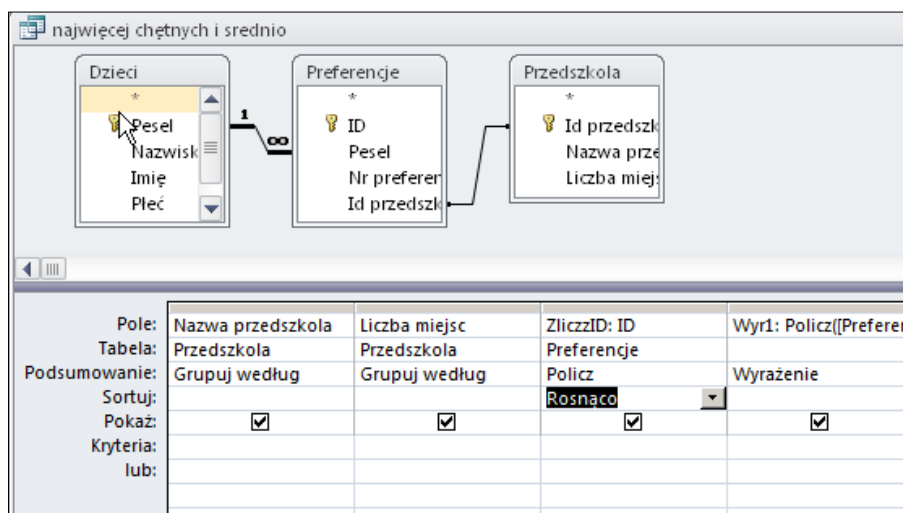 najwięcej chętnych i srednio
Dzieci
*
Pesel
Nazwisk
Imię
Płeć
1
∞
Preferencje
*
ID
Pesel
Nr preferen
Id przedszk
Przedszkola
*
Id przedszk
Nazwa prze
Liczba miejs
Pole: Nazwa przedszkola Liczba miejsc ZliczzID: ID Wyr1: Policz([Preferen
Tabela: Przedszkola Przedszkola Preferencje
Podsumowanie: Grupuj według Grupuj według Policz Wyrażenie
Sortuj: Rosnąco
Pokaż:
Kryteria:
lub: